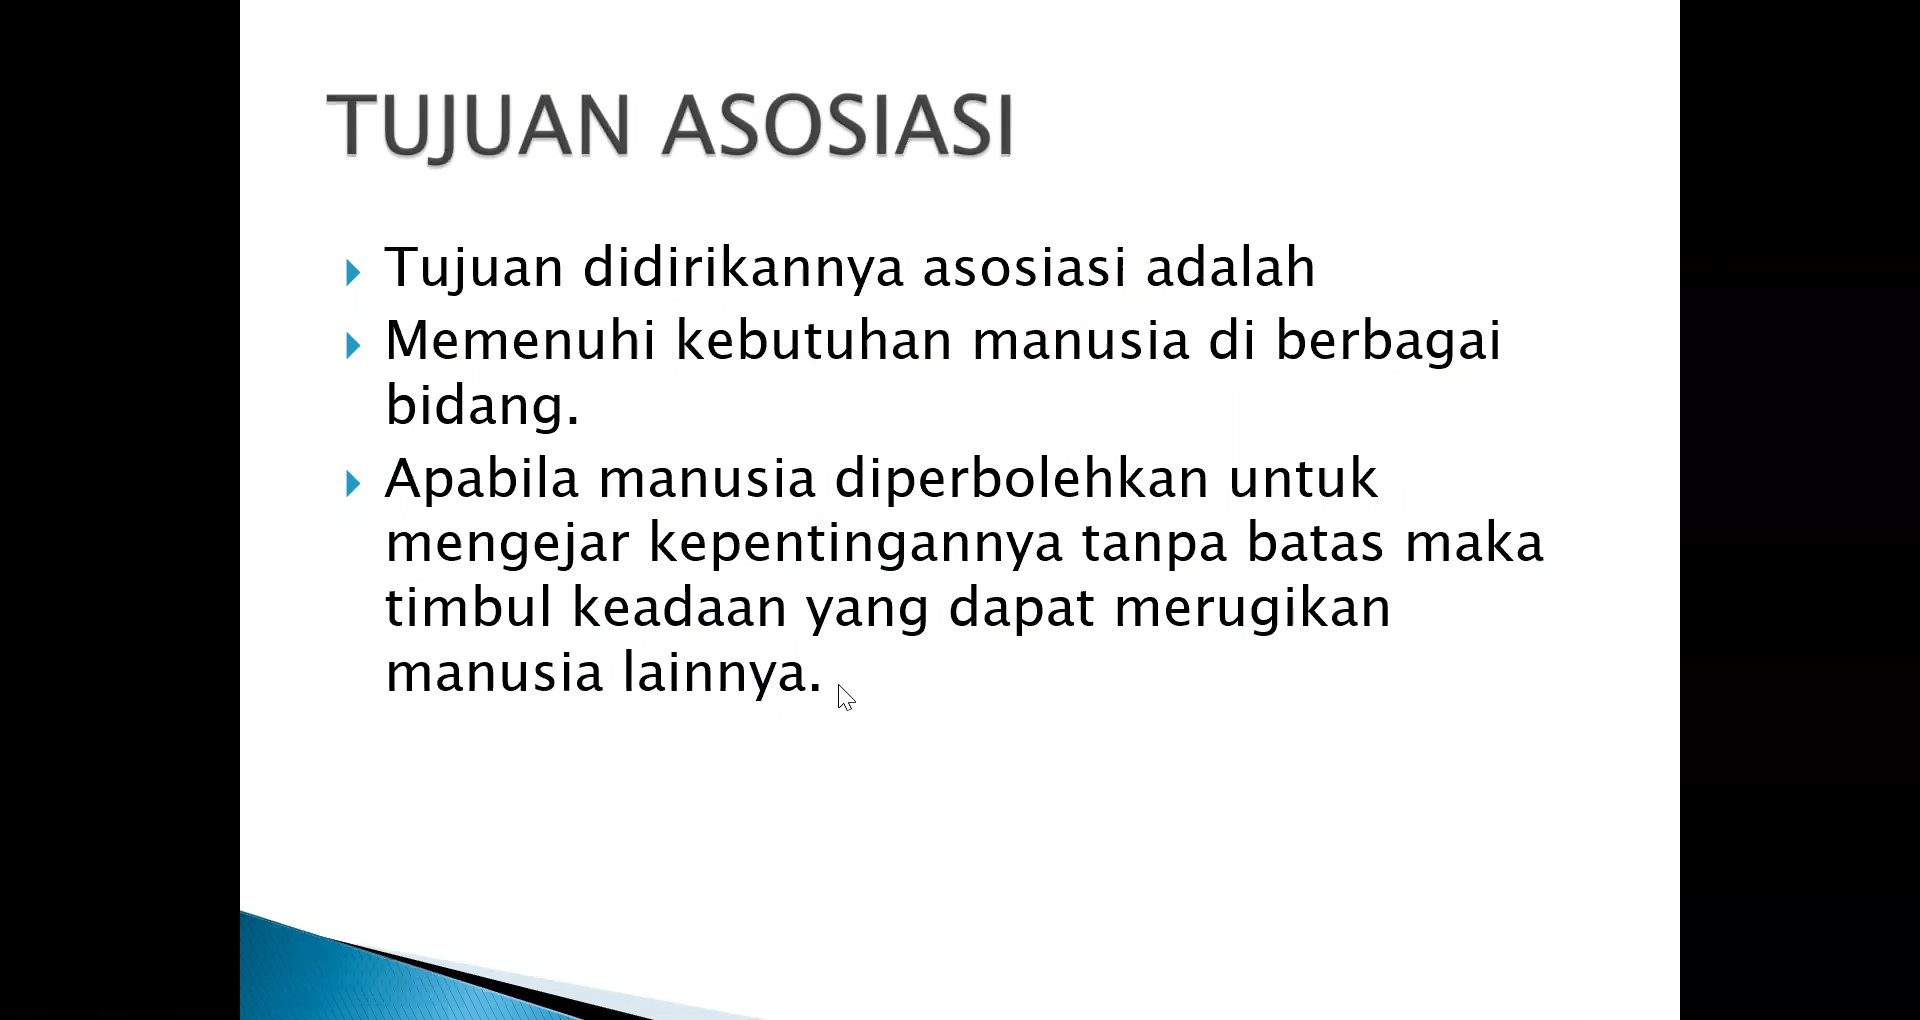 TUJUAN ASOSIASI
Tujuan didirikannya asosiasi adalah
Memenuhi kebutuhan manusia di berbagai
bidang.
Apabila manusia diperbolehkan untuk
mengejar kepentingannya tanpa batas maka
timbul keadaan yang dapat merugikan
manusia lainnya.